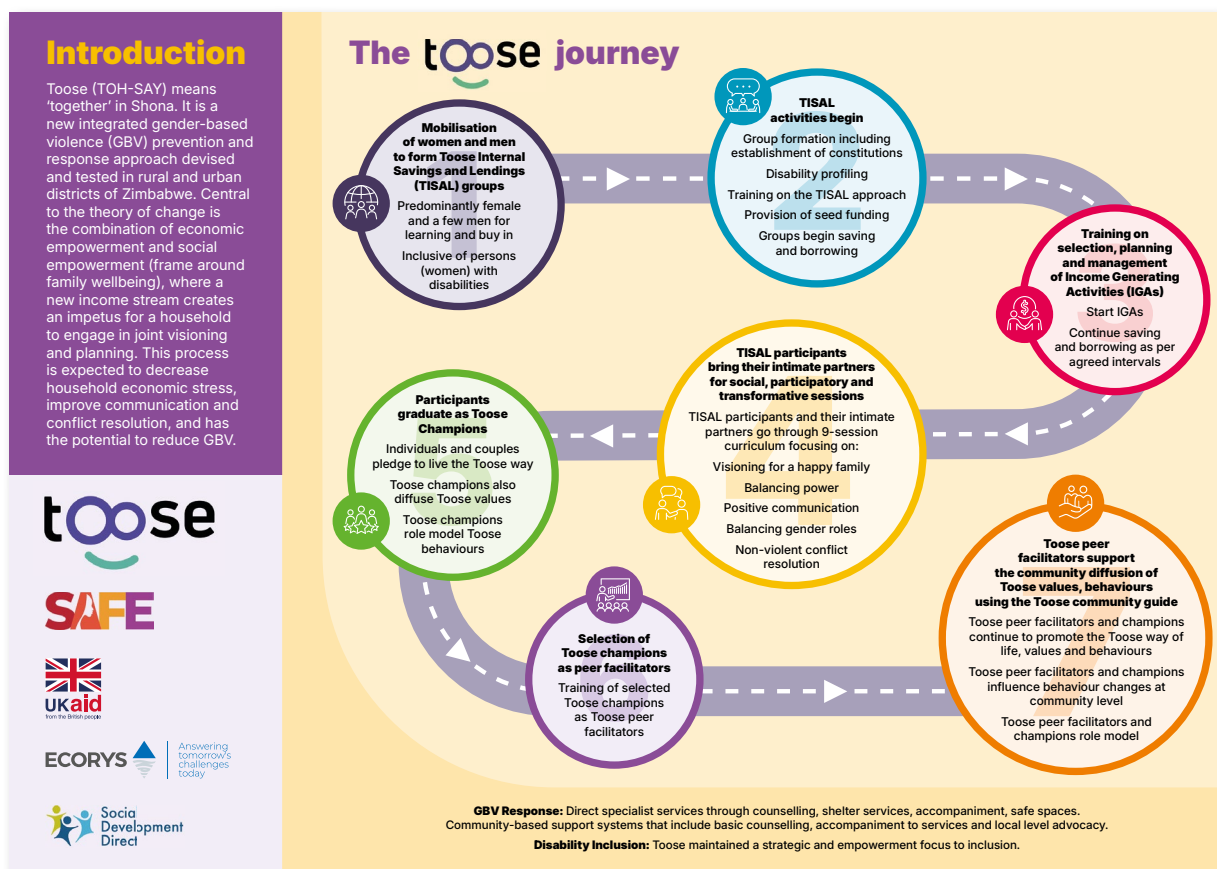 Introduction
Toose (TOH-SAY) means
‘together’ in Shona. It is a
new integrated gender-based
violence (GBV) prevention and
response approach devised
and tested in rural and urban
districts of Zimbabwe. Central
to the theory of change is
the combination of economic
empowerment and social
empowerment (frame around
family wellbeing), where a
new income stream creates
an impetus for a household
to engage in joint visioning
and planning. This process
is expected to decrease
household economic stress,
improve communication and
conflict resolution, and has
the potential to reduce GBV.
toose
SAFE
UKaid
from the British people
ECORYS
Answering
tomorrow's
challenges
today
Social
Development
Direct
The toose journey
1
Mobilisation
of women and men
to form Toose Internal
Savings and Lendings
(TISAL) groups
Predominantly female
and a few men for
learning and buy in
Inclusive of persons
(women) with
disabilities
2
TISAL
activities begin
Group formation including
establishment of constitutions
Disability profiling
Training on the TISAL approach
Provision of seed funding
Groups begin saving
and borrowing
3
Training on
selection, planning
and management
of Income Generating
Activities (IGAs)
Start IGAs
Continue saving
and borrowing as per
agreed intervals
4
TISAL participants
bring their intimate partners
for social, participatory and
transformative sessions
TISAL participants and their intimate
partners go through 9-session
curriculum focusing on:
Visioning for a happy family
Balancing power
Positive communication
Balancing gender roles
Non-violent conflict
resolution
5
Participants
graduate as Toose
Champions
Individuals and couples
pledge to live the Toose way
Toose champions also
diffuse Toose values
Toose champions
role model Toose
behaviours
6
Selection of
Toose champions
as peer facilitators
Training of selected
Toose champions
as Toose peer
facilitators
7
Toose peer
facilitators support
the community diffusion of
Toose values, behaviours
using the Toose community guide
Toose peer facilitators and champions
continue to promote the Toose way of
life, values and behaviours
Toose peer facilitators and champions
influence behaviour changes at
community level
Toose peer facilitators and
champions role model
GBV Response: Direct specialist services through counselling, shelter services, accompaniment, safe spaces.
Community-based support systems that include basic counselling, accompaniment to services and local level advocacy.
Disability Inclusion: Toose maintained a strategic and empowerment focus to inclusion.